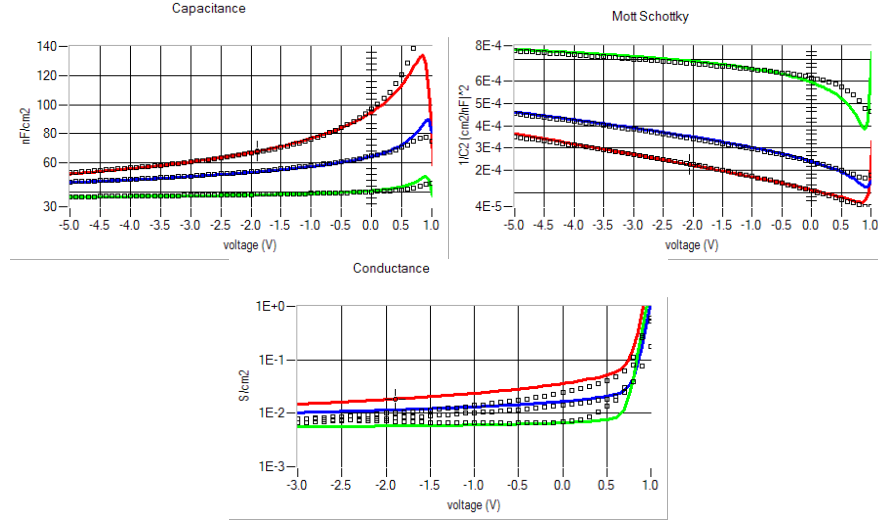 Capacitance
140
120
100
80
60
30
nF/cm2
-5.0 -4.5 -4.0 -3.5 -3.0 -2.5 -2.0 -1.5 -1.0 -0.5 0.0 0.5 1.0
voltage (V)
Mott Schottky
8E-4
6E-4
5E-4
4E-4
3E-4
2E-4
4E-5
1/C2 (cm2/nF)^2
-5.0 -4.5 -4.0 -3.5 -3.0 -2.5 -2.0 -1.5 -1.0 -0.5 0.0 0.5 1.0
voltage (V)
Conductance
1E+0
1E-1
1E-2
1E-3
S/cm2
-3.0 -2.5 -2.0 -1.5 -1.0 -0.5 0.0 0.5 1.0
voltage (V)